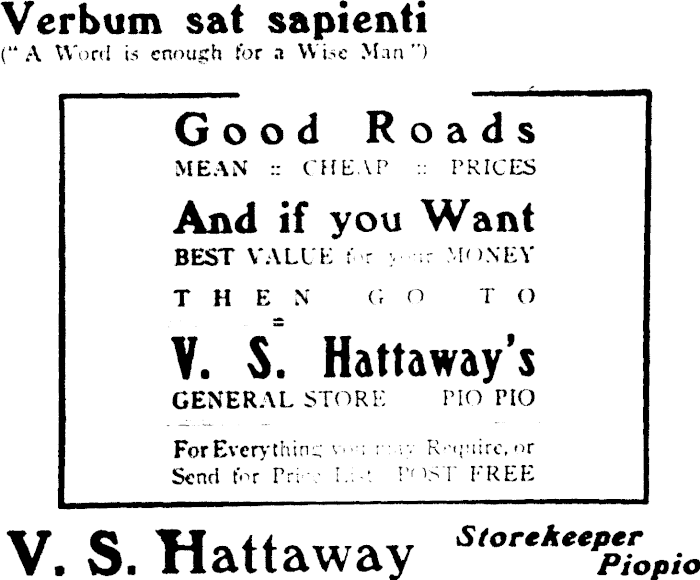 Verbum sat sapienti
("A Word is enough for a Wise Man")
Good Roads
MEAN :: CHEAP :: PRICES
And if you Want
BEST VALUE for your MONEY
THEN GO TO
V. S. Hattaway's
GENERAL STORE PIO PIO
For Everything you may Require, or
Send for Price List POST FREE
V. S. Hattaway Storekeeper
Piopio